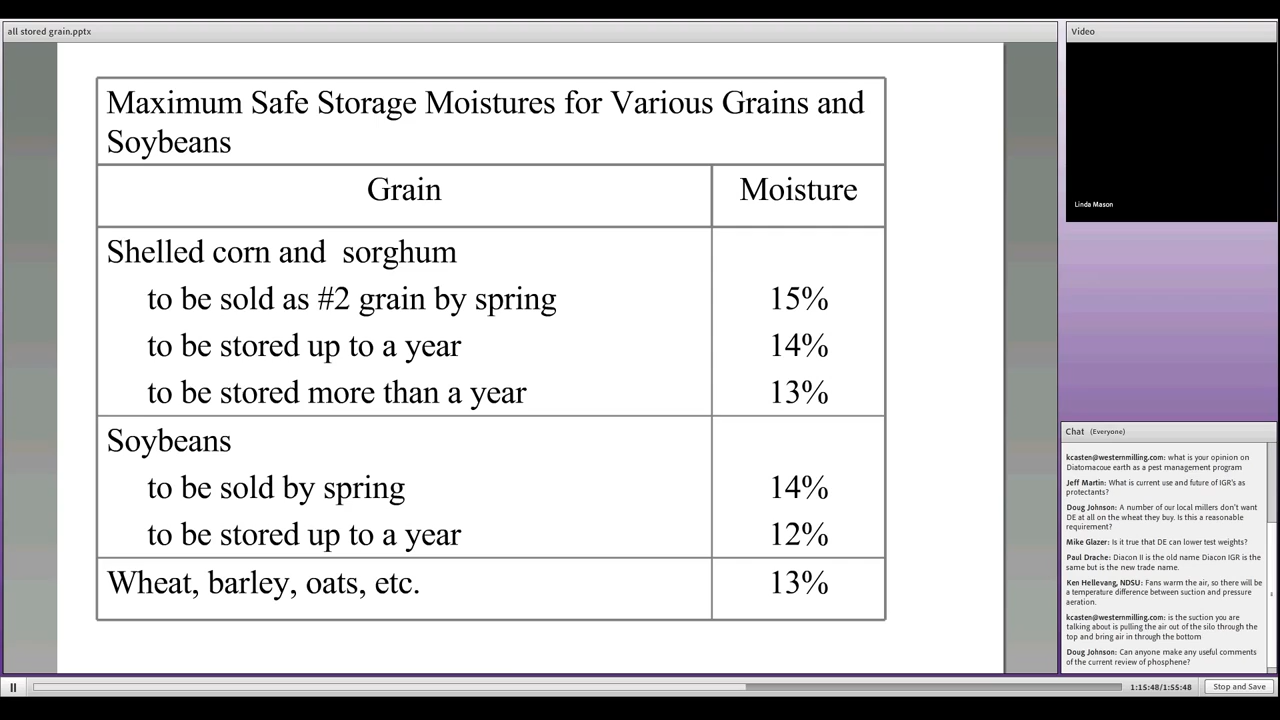 all stored grain.pptx
Maximum Safe Storage Moistures for Various Grains and
Soybeans
Grain Moisture
Shelled corn and sorghum
to be sold as #2 grain by spring 15%
to be stored up to a year 14%
to be stored more than a year 13%
Soybeans
to be sold by spring 14%
to be stored up to a year 12%
Wheat, barley, oats, etc. 13%
Video
Linda Mason
Chat (Everyone)
kcasten@westernmilling.com: what is your opinion on
Diatomacoue earth as a pest management program
Jeff Martin: What is current use and future of IGR's as
protectants?
Doug Johnson: A number of our local millers don't want
DE at all on the wheat they buy. Is this a reasonable
requirement?
Mike Glazer: Is it true that DE can lower test weights?
Paul Drache: Diacon II is the old name Diacon IGR is the
same but is the new trade name.
Ken Hellevang, NDSU: Fans warm the air, so there will be
a temperature difference between suction and pressure
aeration.
kcasten@westernmilling.com: is the suction you are
talking about is pulling the air out of the silo through the
top and bring air in through the bottom
Doug Johnson: Can anyone make any useful comments
of the current review of phosphene?
1:15:48/1:55:48
Stop and Save